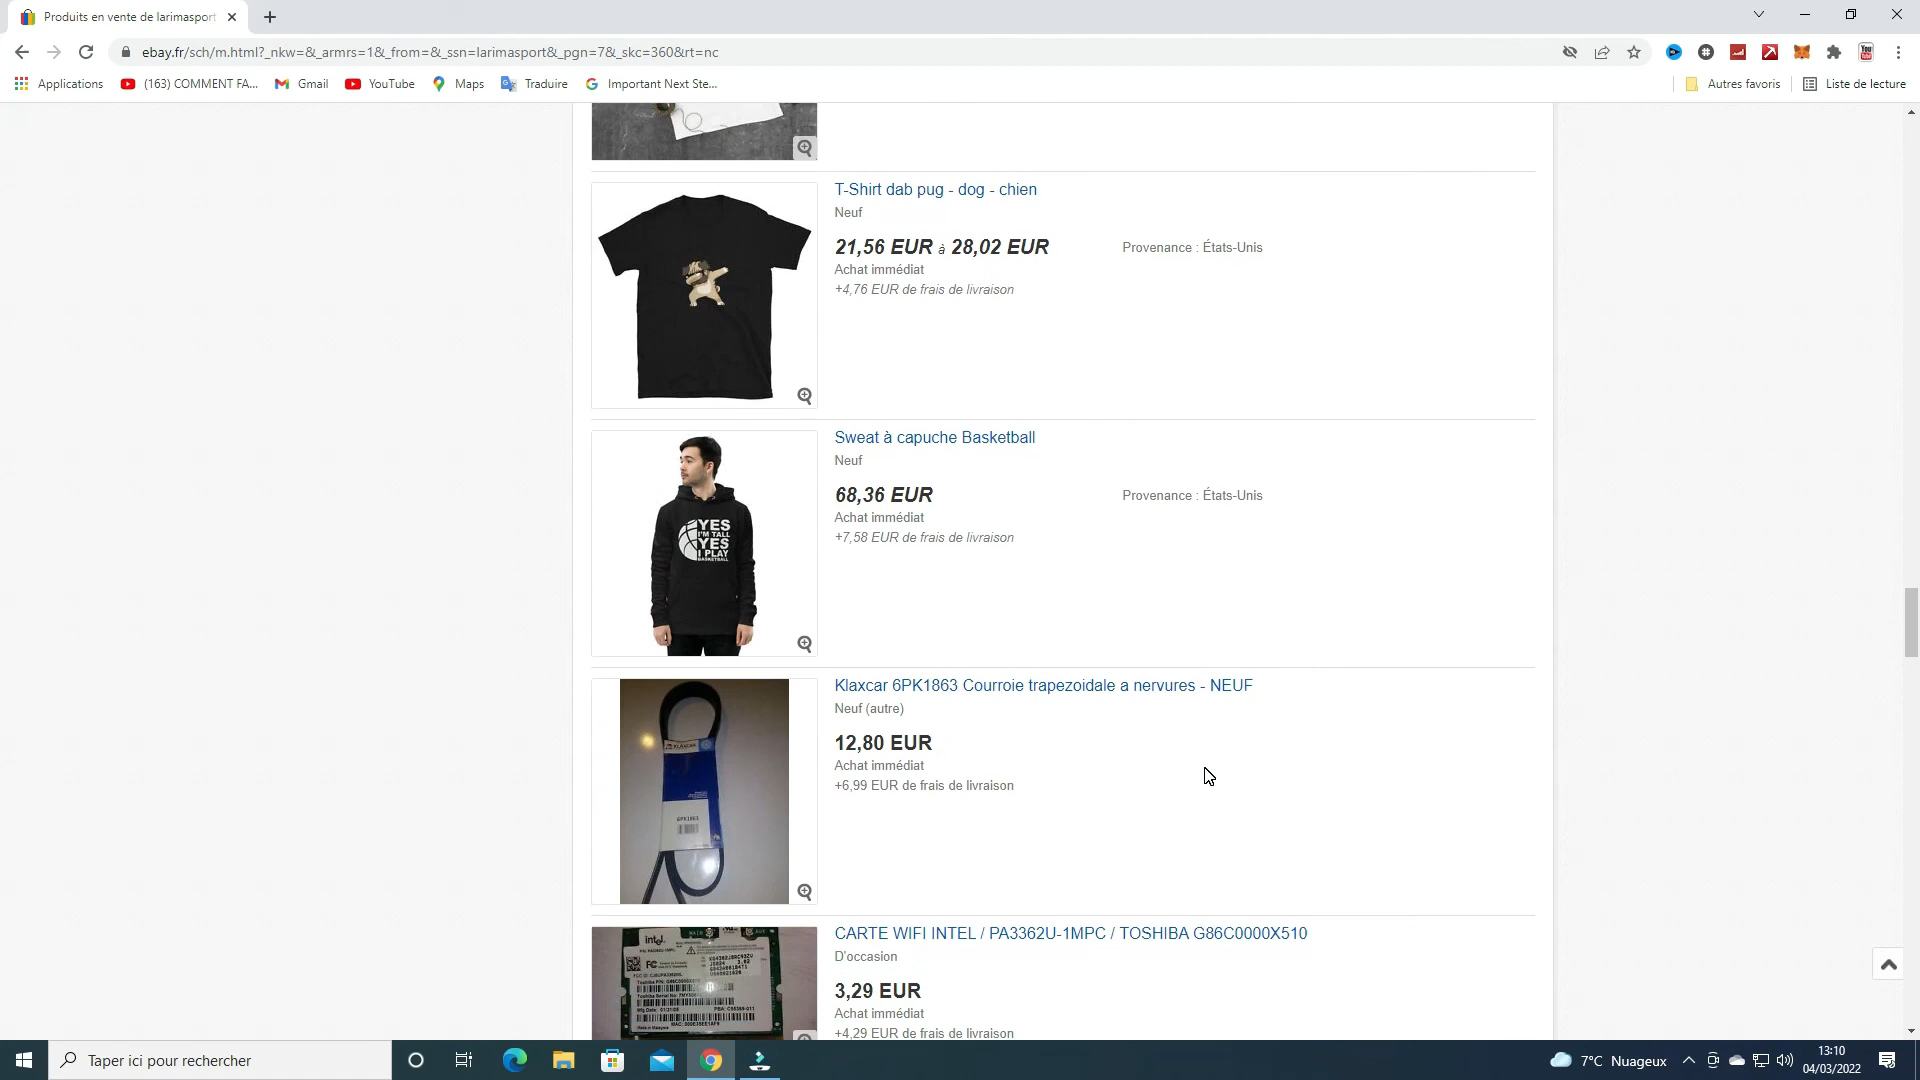 Produits en vente de larimasport
ebay.fr/sch/m.html?_nkw=&_armrs=1&_from=&_ssn=larimasport&_pgn=7&_skc=360&rt=nc
Applications
(163) COMMENT FA...
Gmail
YouTube
Maps
Traduire
Important Next Ste...
Autres favoris
Liste de lecture
T-Shirt dab pug - dog - chien
Neuf
21,56 EUR à 28,02 EUR
Provenance : États-Unis
Achat immédiat
+4,76 EUR de frais de livraison
Sweat à capuche Basketball
Neuf
68,36 EUR
Provenance : États-Unis
Achat immédiat
+7,58 EUR de frais de livraison
YES
I'M TALL
YES
I PLAY
BASKETBALL
Klaxcar 6PK1863 Courroie trapezoidale a nervures - NEUF
Neuf (autre)
12,80 EUR
Achat immédiat
+6,99 EUR de frais de livraison
KLAXCAR
6PK1863
CARTE WIFI INTEL / PA3362U-1MPC / TOSHIBA G86C0000X510
D'occasion
3,29 EUR
Achat immédiat
+4,29 EUR de frais de livraison
intel
Taper ici pour rechercher
7°C Nuageux
13:10
04/03/2022